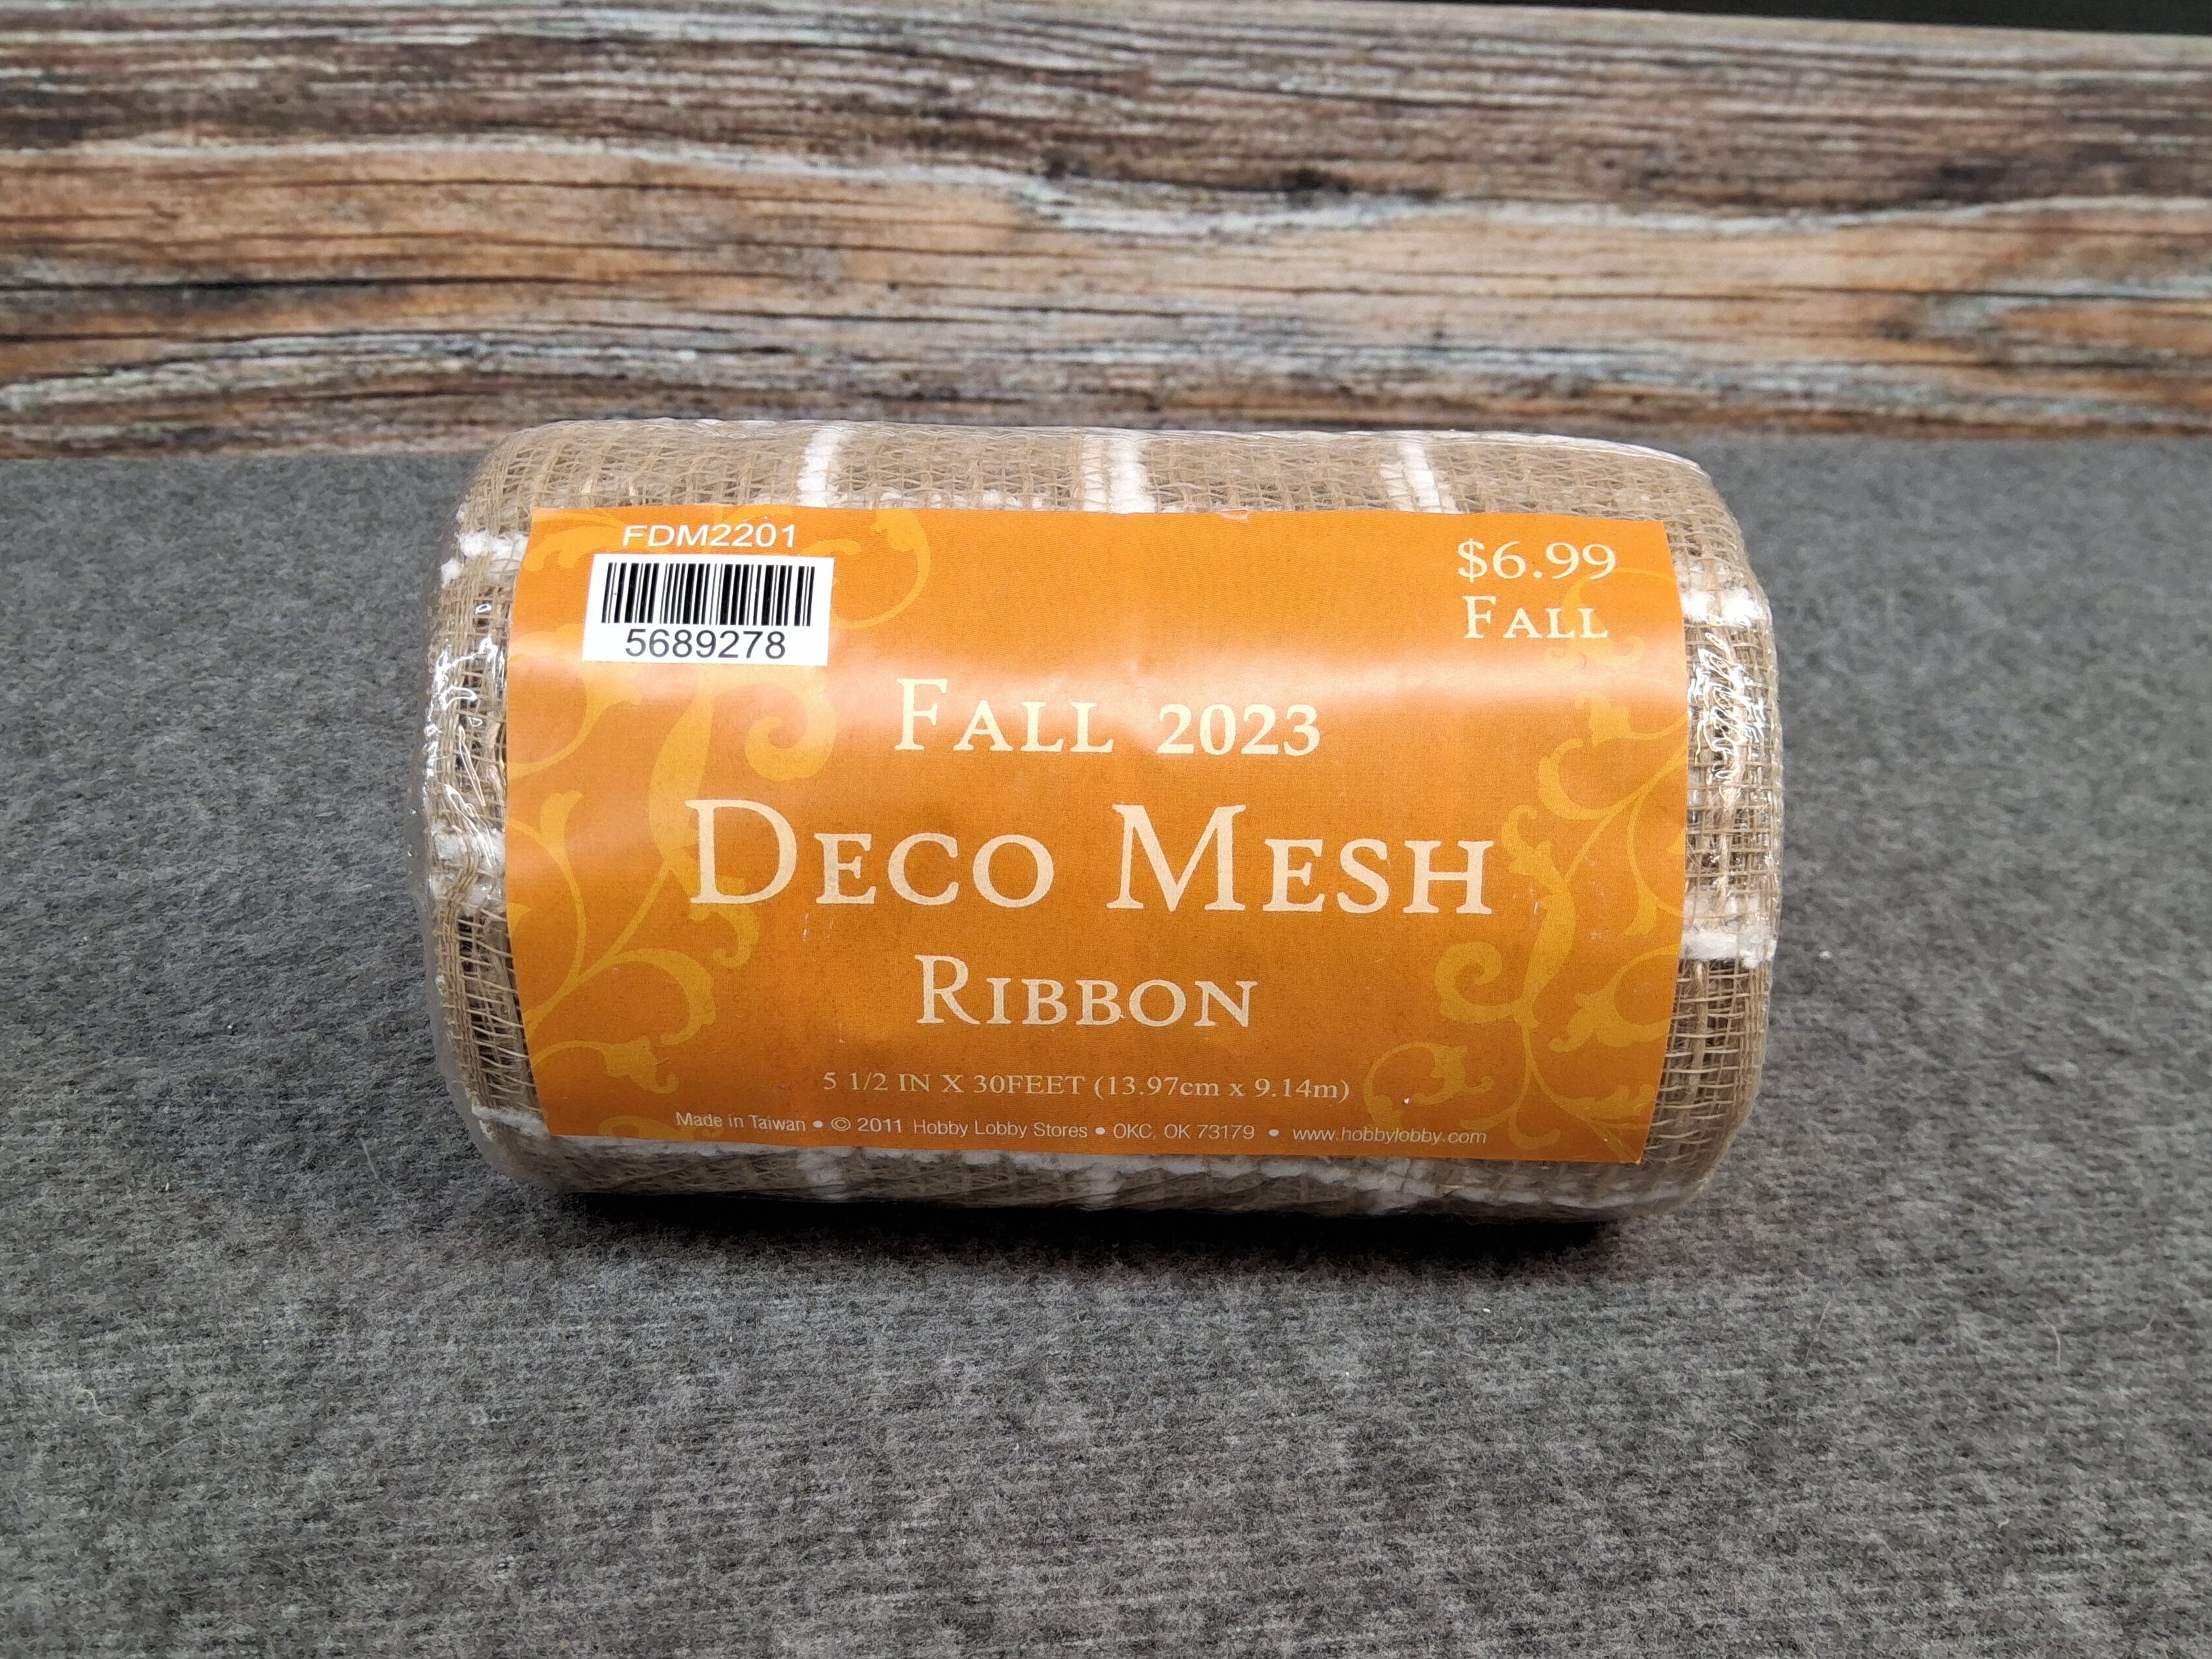 FDM2201
5689278
$6.99
FALL
FALL 2023
DECO MESH
RIBBON
5 1/2 IN X 30FEET (13.97cm x 9.14m)
Made in Taiwan • © 2011 Hobby Lobby Stores • OKC, OK 73179 • www.hobbylobby.com